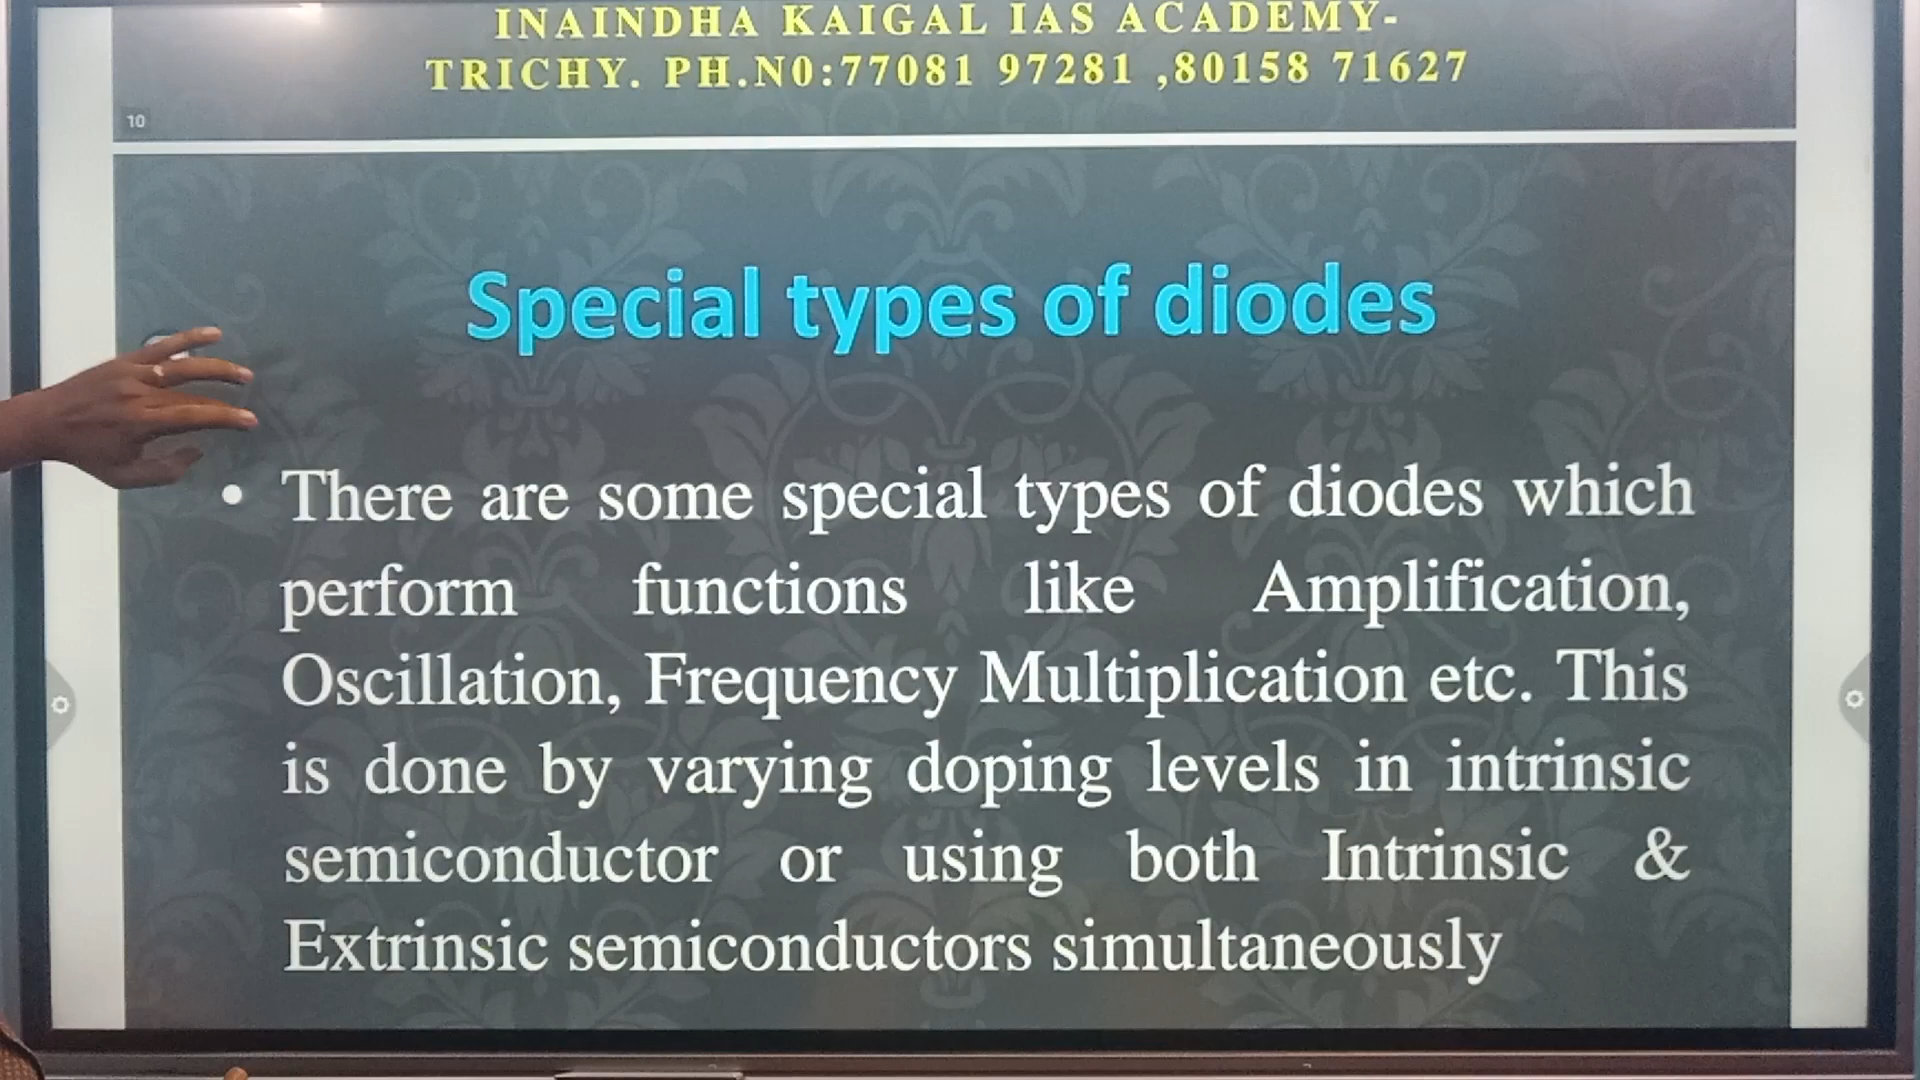 INAINDHA KAIGAL IAS ACADEMY-
TRICHY. PH.N0:77081 97281 ,80158 71627
10
Special types of diodes
• There are some special types of diodes which
perform functions like Amplification,
Oscillation, Frequency Multiplication etc. This
is done by varying doping levels in intrinsic
semiconductor or using both Intrinsic &
Extrinsic semiconductors simultaneously